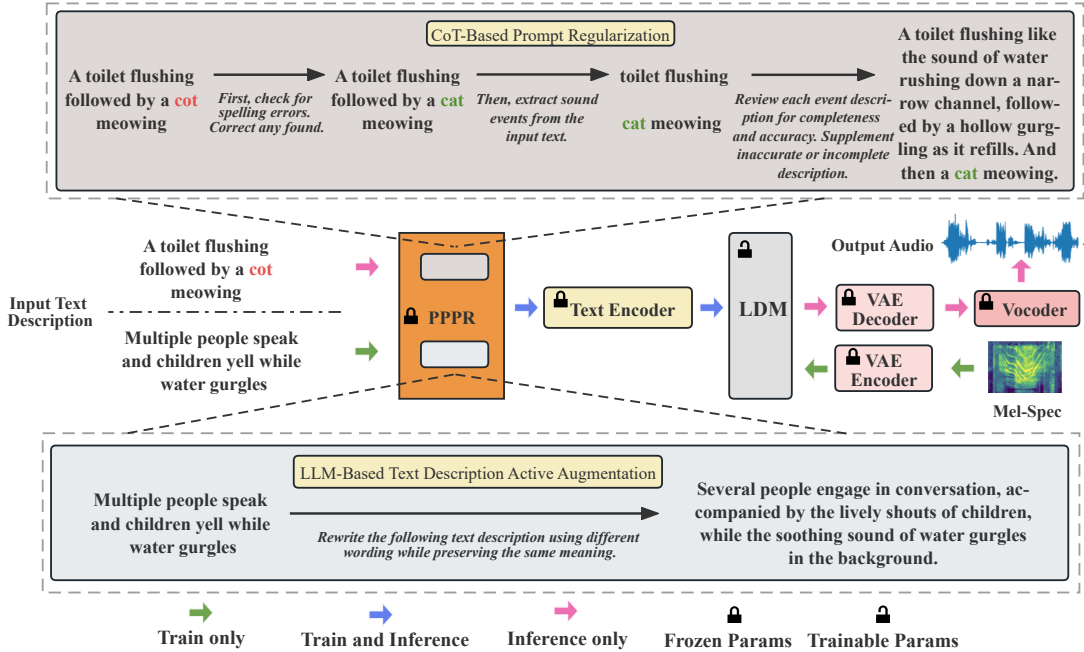 CoT-Based Prompt Regularization
A toilet flushing
followed by a cot
meowing
First, check for
spelling errors.
Correct any found.
A toilet flushing
followed by a cat
meowing
Then, extract sound
events from the
input text.
toilet flushing
cat meowing
Review each event descri-
ption for completeness
and accuracy. Supplement
inaccurate or incomplete
description.
A toilet flushing like
the sound of water
rushing down a nar-
row channel, follow-
ed by a hollow gurg-
ling as it refills. And
then a cat meowing.
Input Text
Description
A toilet flushing
followed by a cot
meowing
Multiple people speak
and children yell while
water gurgles
PPPR
Text Encoder
LDM
VAE
Decoder
VAE
Encoder
Vocoder
Output Audio
Mel-Spec
LLM-Based Text Description Active Augmentation
Multiple people speak
and children yell while
water gurgles
Rewrite the following text description using different
wording while preserving the same meaning.
Several people engage in conversation, ac-
companied by the lively shouts of children,
while the soothing sound of water gurgles
in the background.
Train only
Train and Inference
Inference only
Frozen Params
Trainable Params